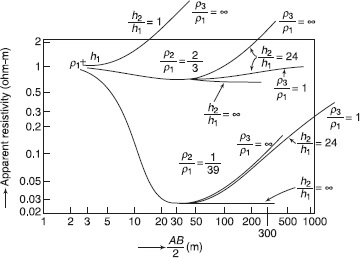 h₂/h₁ = 1
ρ₃/ρ₁ = ∞
ρ₃/ρ₁ = ∞
h₂/h₁ = 24
ρ₁+ h₁
ρ₂/ρ₁ = 2/3
ρ₃/ρ₁ = 1
h₂/h₁ = ∞
ρ₃/ρ₁ = 1
ρ₃/ρ₁ = ∞
h₂/h₁ = 24
ρ₂/ρ₁ = 1/39
h₂/h₁ = ∞
Apparent resistivity (ohm-m)
2
1
0.5
0.3
0.2
0.1
0.05
0.03
0.02
1 2 3 5 10 20 30 50 100 200 300 500 1000
AB/2 (m)